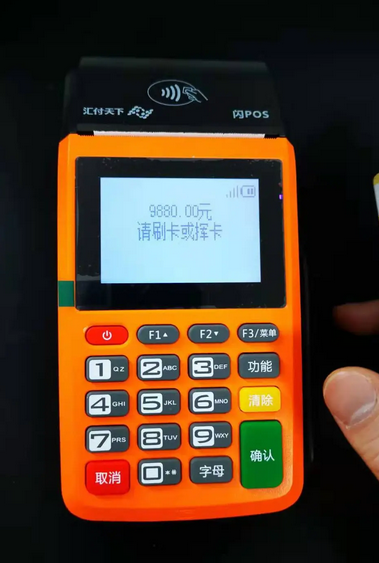 汇付天下
闪POS
9880.00元
请刷卡或挥卡
F1▲
F2▼
F3/菜单
1 QZ
2 ABC
3 DEF
功能
4 GHI
5 JKL
6 MNO
清除
7 PRS
8 TUV
9 WXY
确认
取消
0 *#
字母